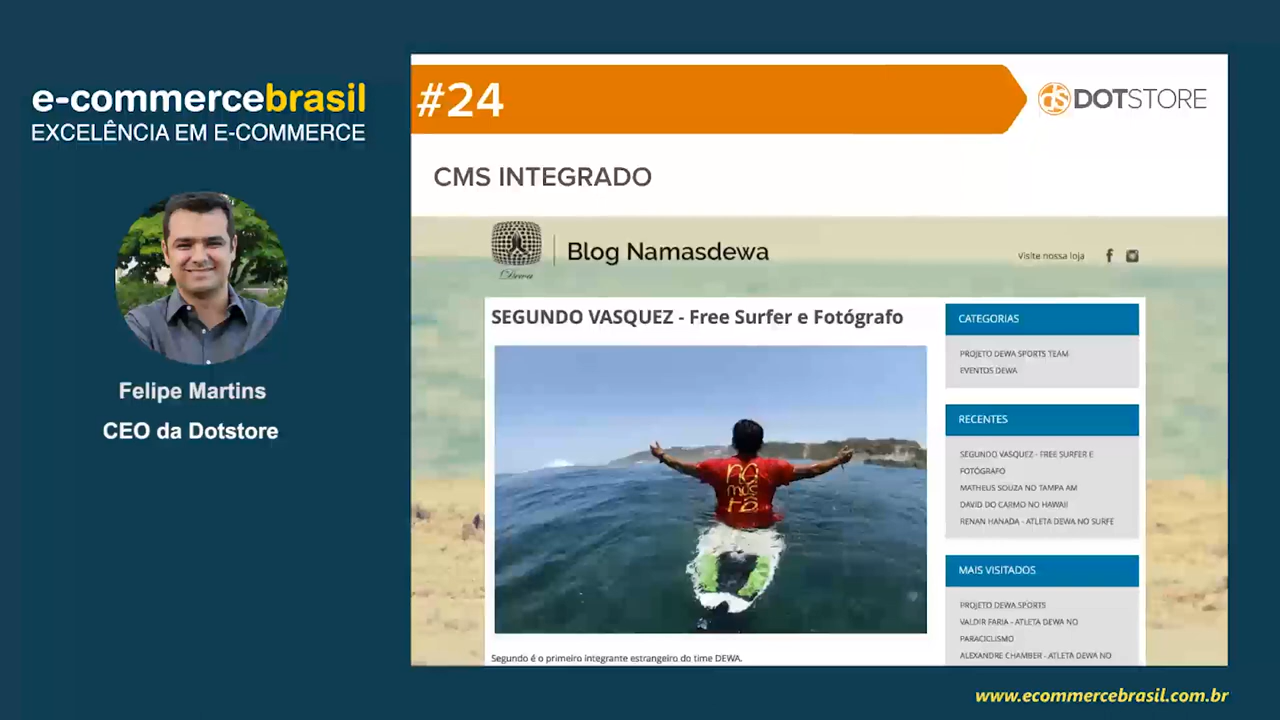 e-commercebrasil
EXCELÊNCIA EM E-COMMERCE
Felipe Martins
CEO da Dotstore
#24
DOTSTORE
CMS INTEGRADO
Dewa
Blog Namasdewa
Visite nossa loja
SEGUNDO VASQUEZ - Free Surfer e Fotógrafo
namastê
Segundo é o primeiro integrante estrangeiro do time DEWA.
CATEGORIAS
PROJETO DEWA SPORTS TEAM
EVENTOS DEWA
RECENTES
SEGUNDO VASQUEZ - FREE SURFER E
FOTÓGRAFO
MATHEUS SOUZA NO TAMPA AM
DAVID DO CARMO NO HAWAII
RENAN HANADA - ATLETA DEWA NO SURFE
MAIS VISITADOS
PROJETO DEWA SPORTS
VALDIR FARIA - ATLETA DEWA NO
PARACICLISMO
ALEXANDRE CHAMBER - ATLETA DEWA NO
www.ecommercebrasil.com.br